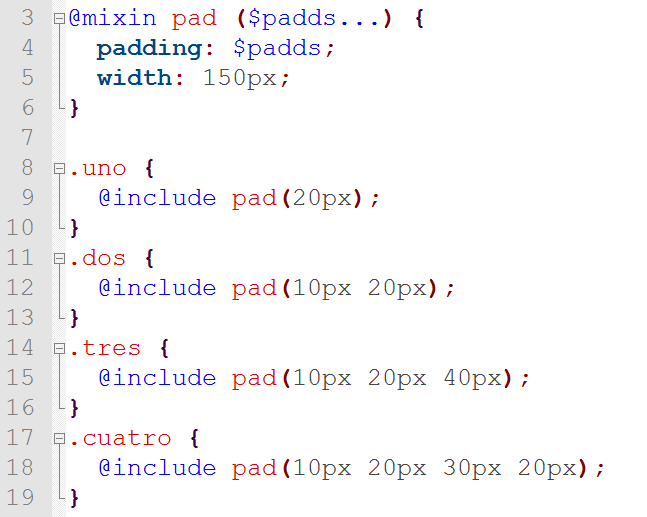 3 @mixin pad ($padds...) {
4   padding: $padds;
5   width: 150px;
6 }
7
8 .uno {
9   @include pad(20px);
10 }
11 .dos {
12   @include pad(10px 20px);
13 }
14 .tres {
15   @include pad(10px 20px 40px);
16 }
17 .cuatro {
18   @include pad(10px 20px 30px 20px);
19 }